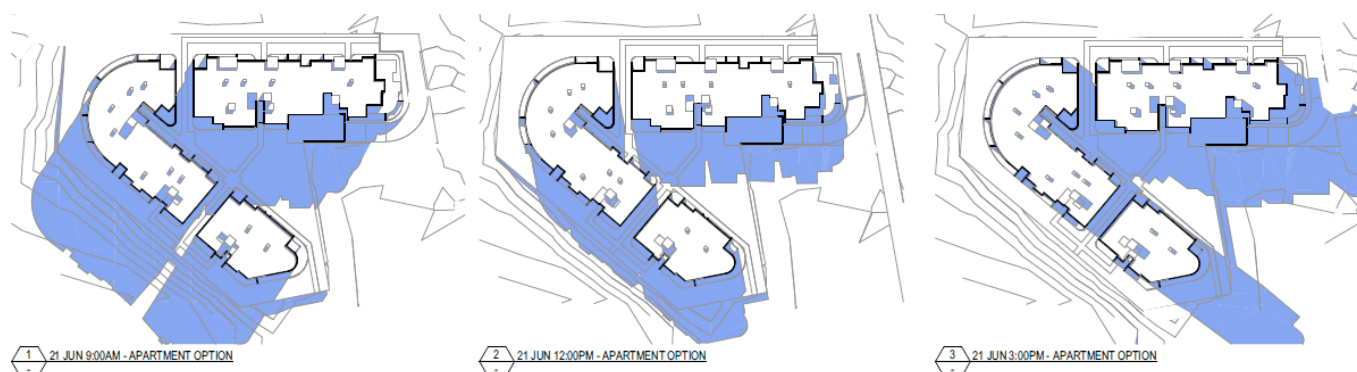 1 21 JUN 9:00AM - APARTMENT OPTION
-
2 21 JUN 12:00PM - APARTMENT OPTION
-
3 21 JUN 3:00PM - APARTMENT OPTION
-